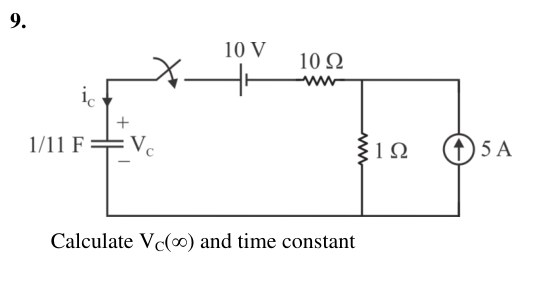 9.
10 V
10 Ω
i_c
+
1/11 F
V_c
−
1 Ω
5 A
Calculate V_C(∞) and time constant